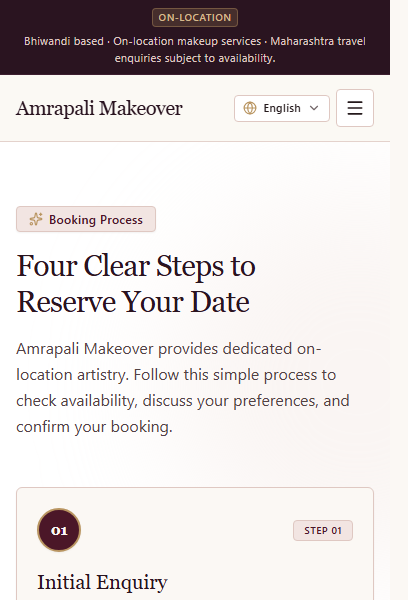 ON-LOCATION
Bhiwandi based · On-location makeup services · Maharashtra travel
enquiries subject to availability.
Amrapali Makeover
English
Booking Process
Four Clear Steps to
Reserve Your Date
Amrapali Makeover provides dedicated on-
location artistry. Follow this simple process to
check availability, discuss your preferences, and
confirm your booking.
01
STEP 01
Initial Enquiry